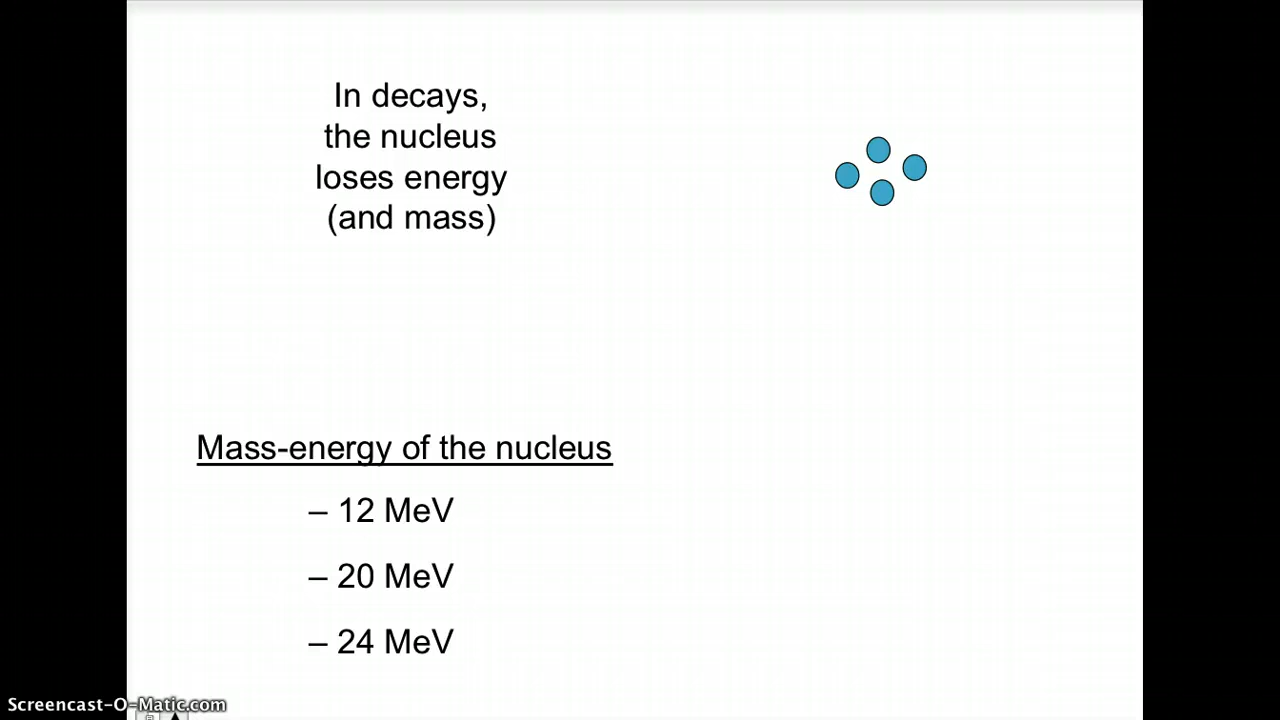 In decays,
the nucleus
loses energy
(and mass)
Mass-energy of the nucleus
– 12 MeV
– 20 MeV
– 24 MeV
Screencast-O-Matic.com